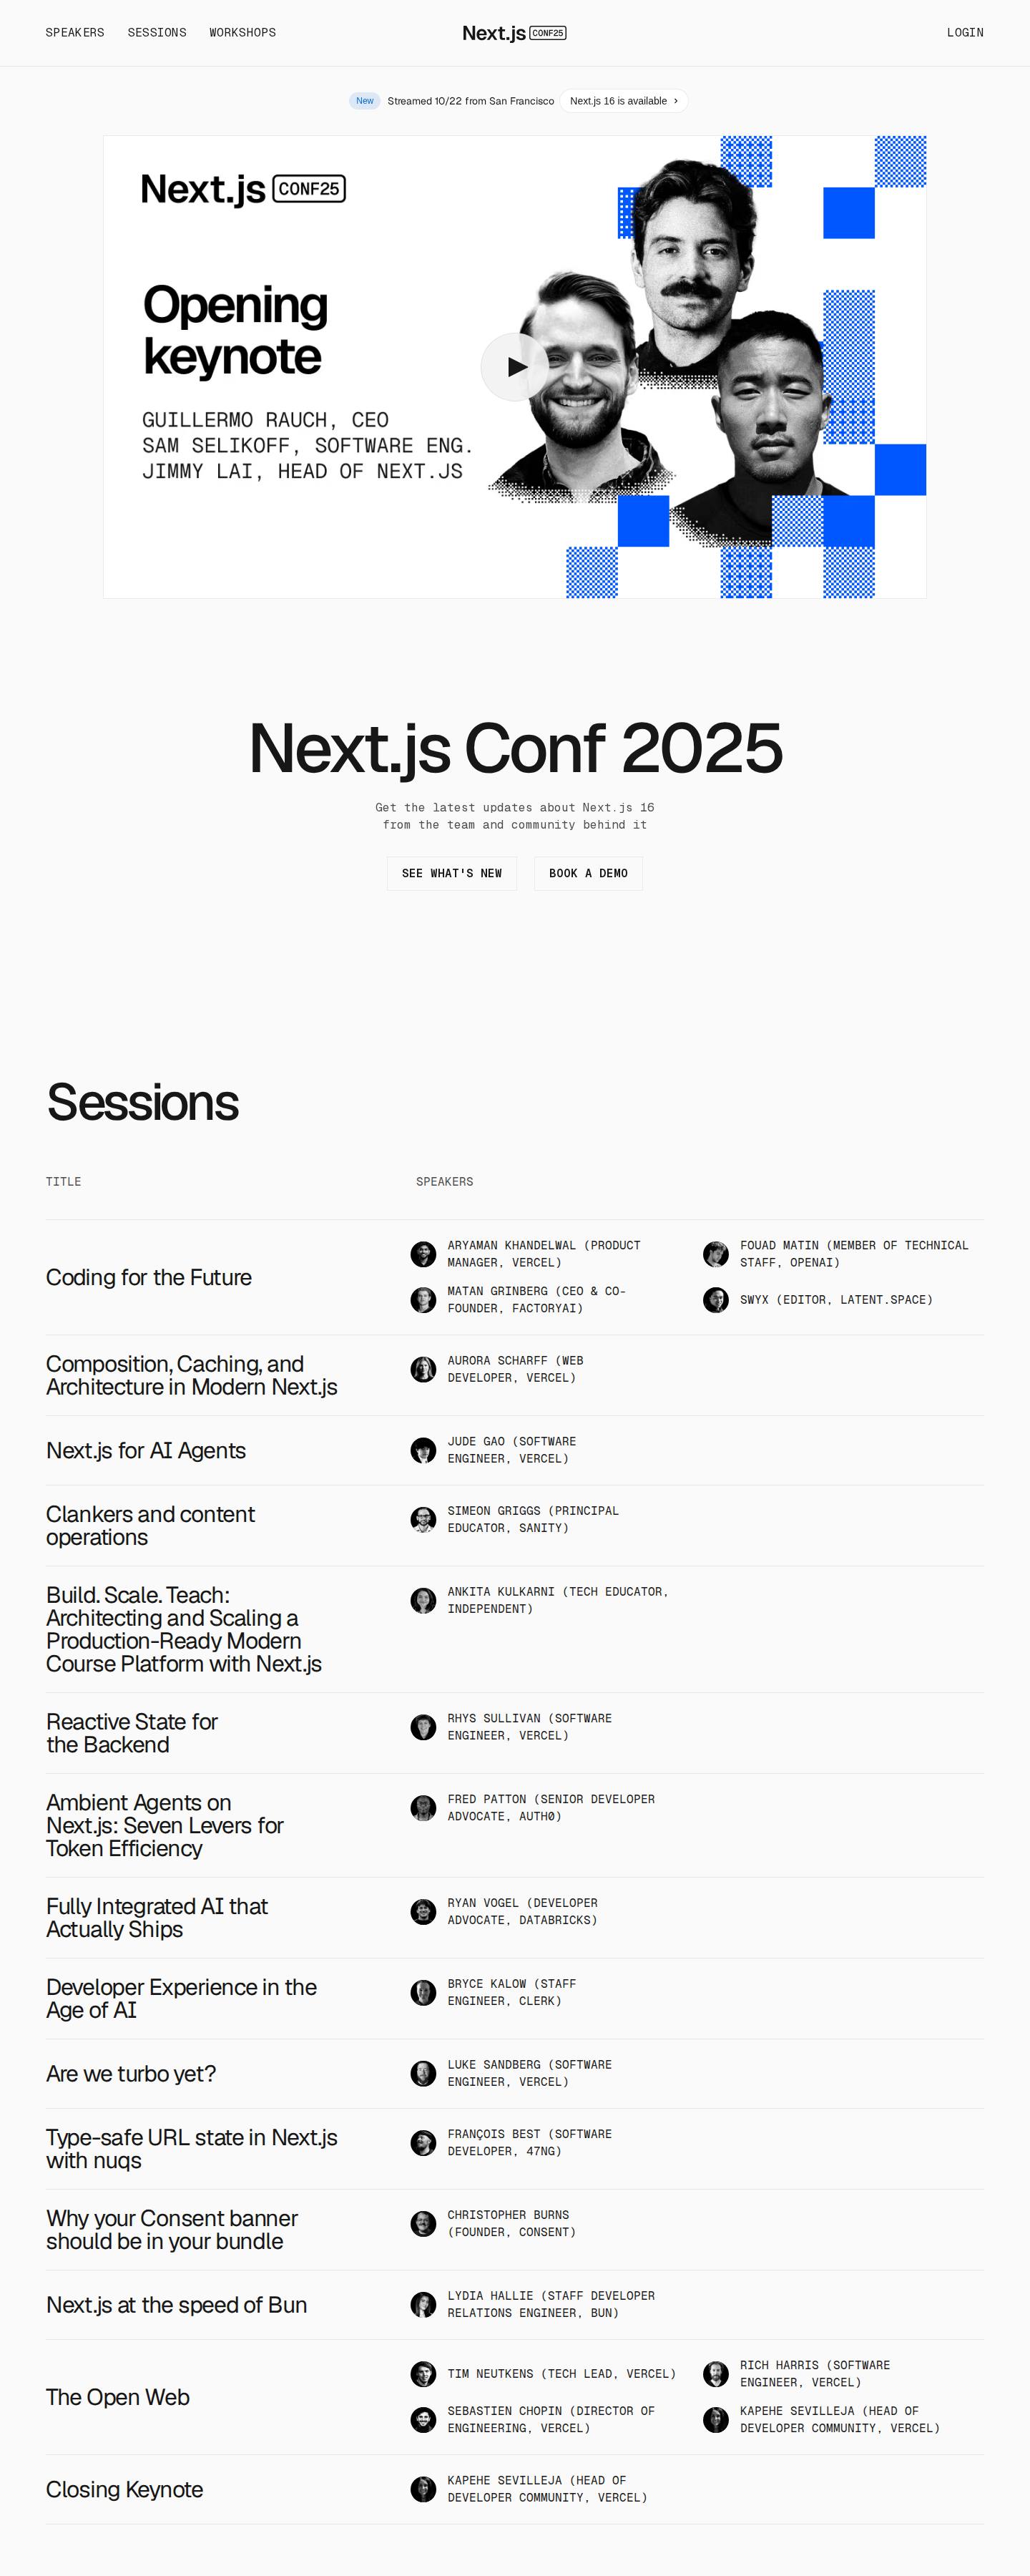 SPEAKERS SESSIONS WORKSHOPS
Next.js CONF25
LOGIN
New Streamed 10/22 from San Francisco Next.js 16 is available ›
Next.js CONF25
Opening
keynote
GUILLERMO RAUCH, CEO
SAM SELIKOFF, SOFTWARE ENG.
JIMMY LAI, HEAD OF NEXT.JS
Next.js Conf 2025
Get the latest updates about Next.js 16
from the team and community behind it
SEE WHAT'S NEW BOOK A DEMO
Sessions
TITLE SPEAKERS
Coding for the Future
ARYAMAN KHANDELWAL (PRODUCT
MANAGER, VERCEL)
FOUAD MATIN (MEMBER OF TECHNICAL
STAFF, OPENAI)
MATAN GRINBERG (CEO & CO-
FOUNDER, FACTORYAI)
SWYX (EDITOR, LATENT.SPACE)
Composition, Caching, and
Architecture in Modern Next.js
AURORA SCHARFF (WEB
DEVELOPER, VERCEL)
Next.js for AI Agents
JUDE GAO (SOFTWARE
ENGINEER, VERCEL)
Clankers and content
operations
SIMEON GRIGGS (PRINCIPAL
EDUCATOR, SANITY)
Build. Scale. Teach:
Architecting and Scaling a
Production-Ready Modern
Course Platform with Next.js
ANKITA KULKARNI (TECH EDUCATOR,
INDEPENDENT)
Reactive State for
the Backend
RHYS SULLIVAN (SOFTWARE
ENGINEER, VERCEL)
Ambient Agents on
Next.js: Seven Levers for
Token Efficiency
FRED PATTON (SENIOR DEVELOPER
ADVOCATE, AUTH0)
Fully Integrated AI that
Actually Ships
RYAN VOGEL (DEVELOPER
ADVOCATE, DATABRICKS)
Developer Experience in the
Age of AI
BRYCE KALOW (STAFF
ENGINEER, CLERK)
Are we turbo yet?
LUKE SANDBERG (SOFTWARE
ENGINEER, VERCEL)
Type-safe URL state in Next.js
with nuqs
FRANÇOIS BEST (SOFTWARE
DEVELOPER, 47NG)
Why your Consent banner
should be in your bundle
CHRISTOPHER BURNS
(FOUNDER, CONSENT)
Next.js at the speed of Bun
LYDIA HALLIE (STAFF DEVELOPER
RELATIONS ENGINEER, BUN)
The Open Web
TIM NEUTKENS (TECH LEAD, VERCEL)
RICH HARRIS (SOFTWARE
ENGINEER, VERCEL)
SEBASTIEN CHOPIN (DIRECTOR OF
ENGINEERING, VERCEL)
KAPEHE SEVILLEJA (HEAD OF
DEVELOPER COMMUNITY, VERCEL)
Closing Keynote
KAPEHE SEVILLEJA (HEAD OF
DEVELOPER COMMUNITY, VERCEL)